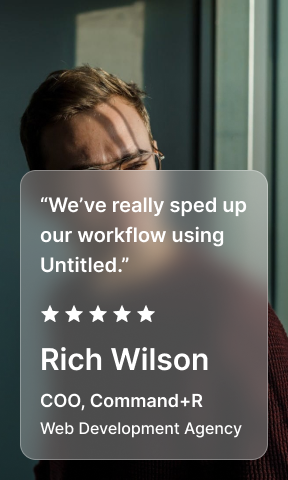 “We’ve really sped up
our workflow using
Untitled.”
Rich Wilson
COO, Command+R
Web Development Agency